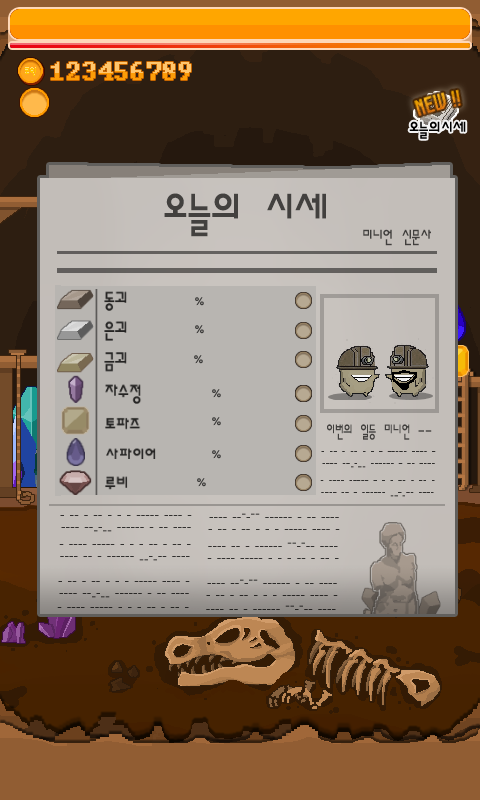 123456789
NEW !!
오늘의시세
오늘의 시세
미니언 신문사
동괴 %
은괴 %
금괴 %
자수정 %
토파즈 %
사파이어 %
루비 %
이번의 일등 미니언 --